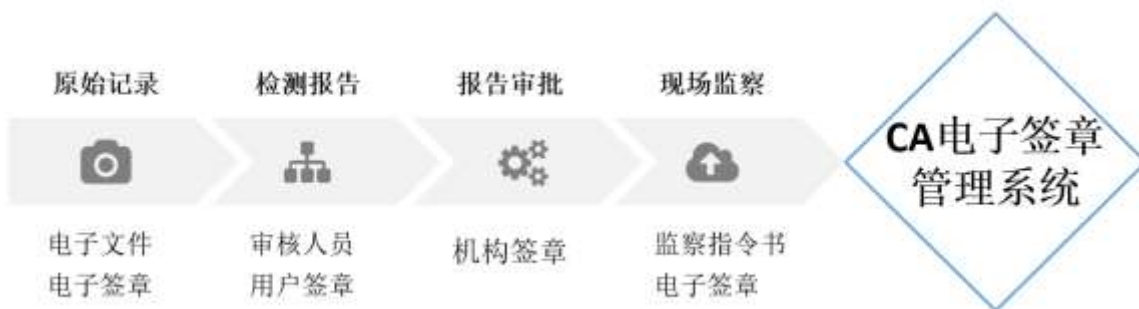 原始记录
检测报告
报告审批
现场监察
电子文件
电子签章
审核人员
用户签章
机构签章
监察指令书
电子签章
CA电子签章
管理系统